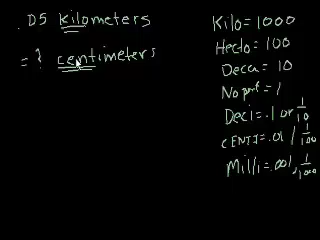 .05 kilometers
= ? centimeters
Kilo = 1000
Hecto = 100
Deca = 10
No pref = 1
Deci = .1 or 1/10
CENTI = .01 / 1/100
Milli = .001, 1/1000